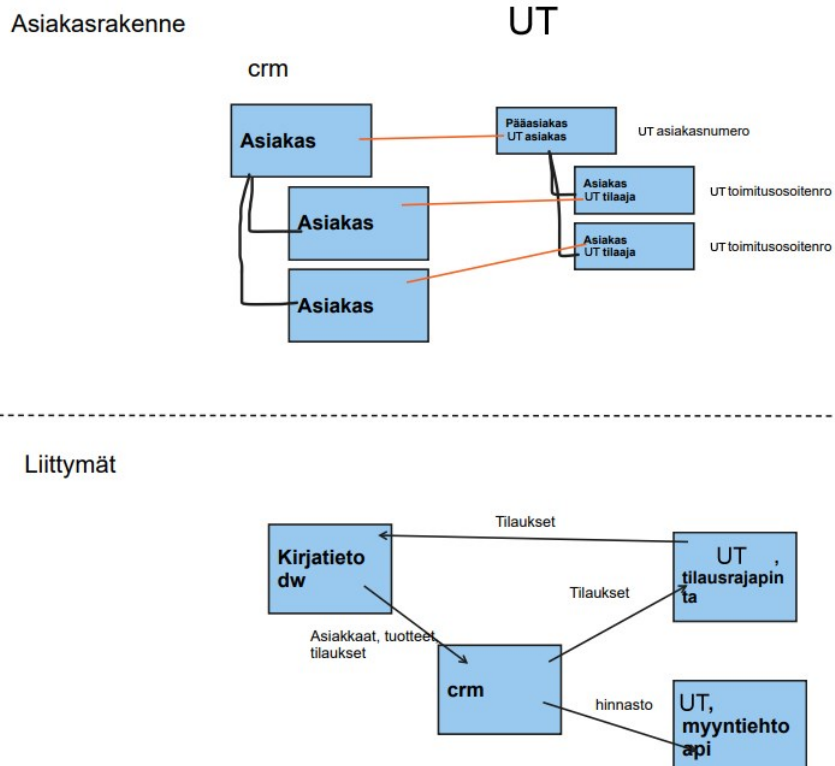 Asiakasrakenne
UT
crm
Asiakas
Pääasiakas
UT asiakas
UT asiakasnumero
Asiakas
UT tilaaja
UT toimitusosoitenro
Asiakas
Asiakas
UT tilaaja
UT toimitusosoitenro
Asiakas
Liittymät
Tilaukset
Kirjatieto
dw
UT ,
tilausrajapin
ta
Tilaukset
Asiakkaat, tuotteet,
tilaukset
crm
hinnasto
UT,
myyntiehto
api